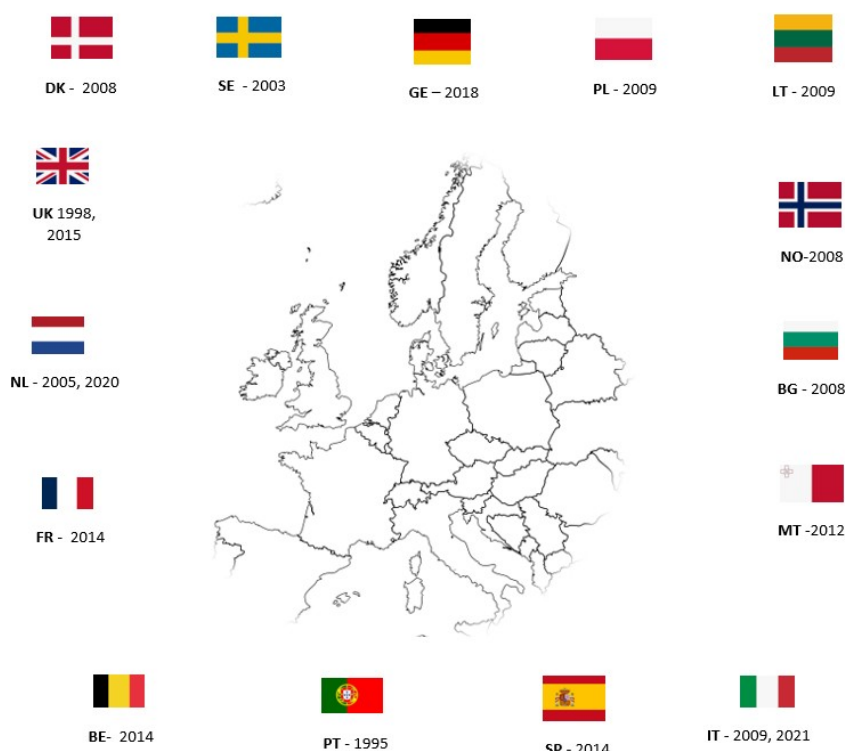 DK - 2008
SE - 2003
GE – 2018
PL - 2009
LT - 2009
UK 1998,
2015
NO-2008
NL - 2005, 2020
BG - 2008
FR - 2014
MT -2012
BE- 2014
PT - 1995
SP - 2014
IT - 2009, 2021